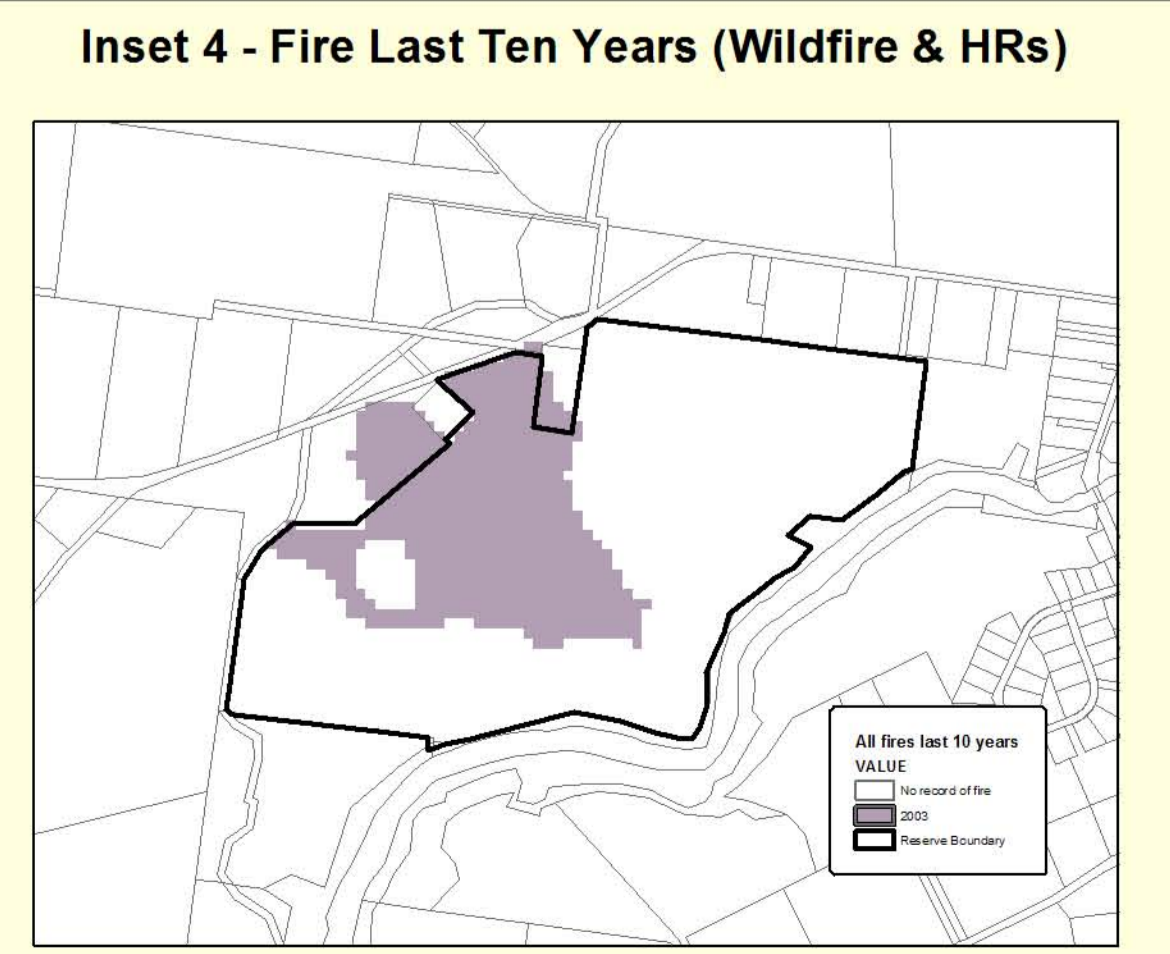 Inset 4 - Fire Last Ten Years (Wildfire & HRs)
All fires last 10 years
VALUE
No record of fire
2003
Reserve Boundary